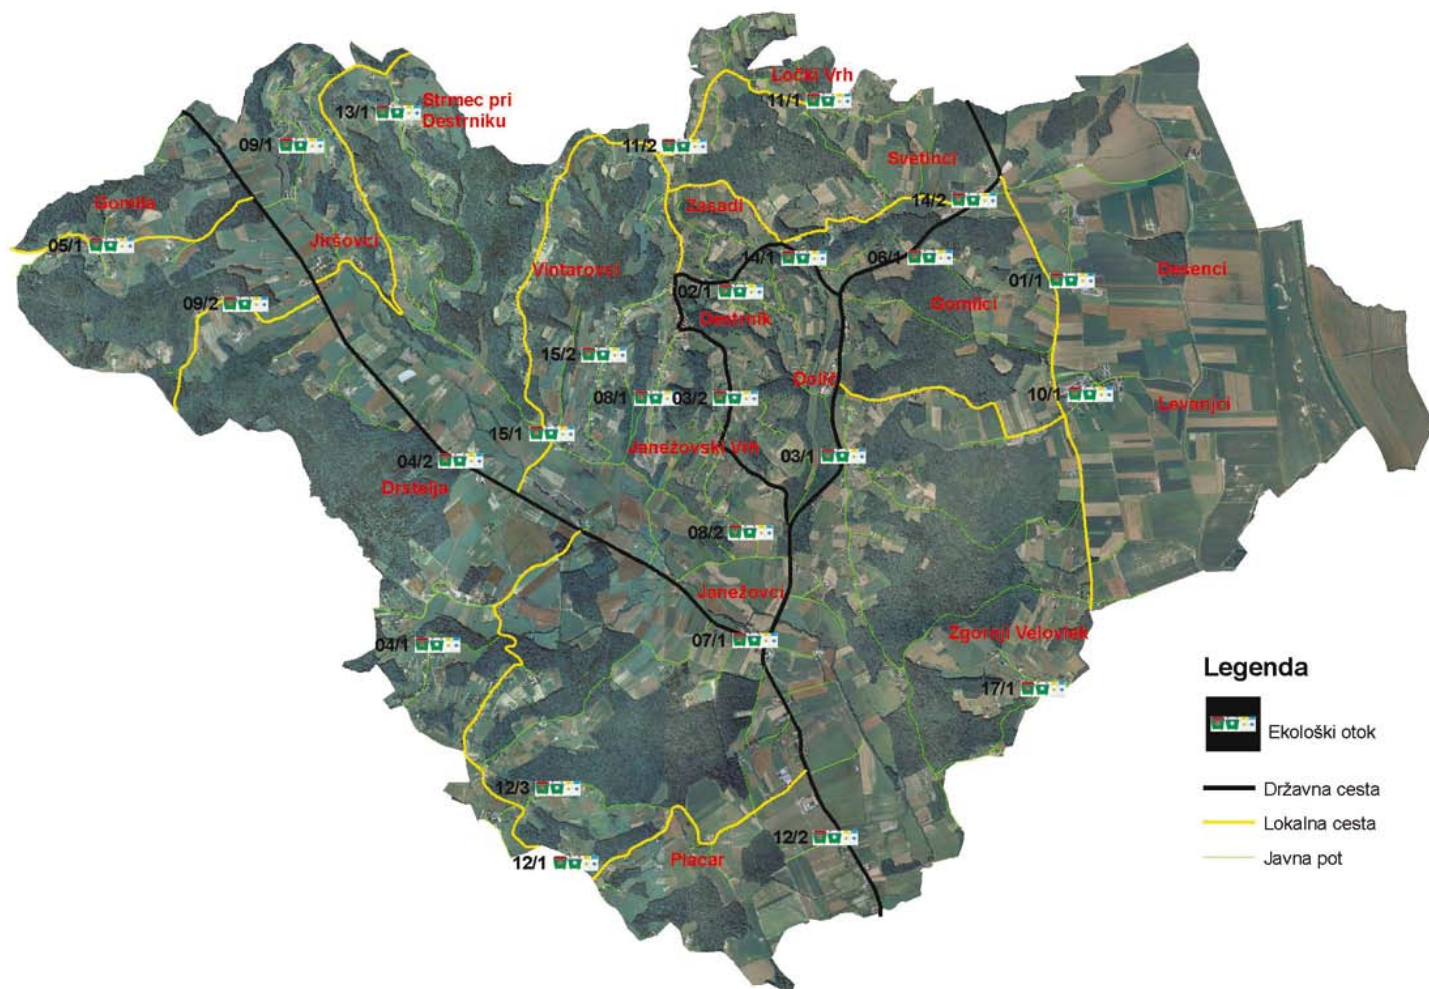 Ločki Vrh
11/1
13/1
Strmec pri
Destrniku
09/1
11/2
Svetinci
14/2
Gomila
Zasadi
05/1
Jiršovci
14/1
06/1
Vintarovci
01/1
Desenci
02/1
09/2
Gomilci
Destrnik
15/2
Dolič
08/1
03/2
10/1
Levanjci
15/1
Janežovski Vrh
03/1
04/2
Drstelja
08/2
Janežovci
Zgornji Velovlek
04/1
07/1
17/1
Legenda
Ekološki otok
Državna cesta
Lokalna cesta
Javna pot
12/3
12/2
12/1
Placar